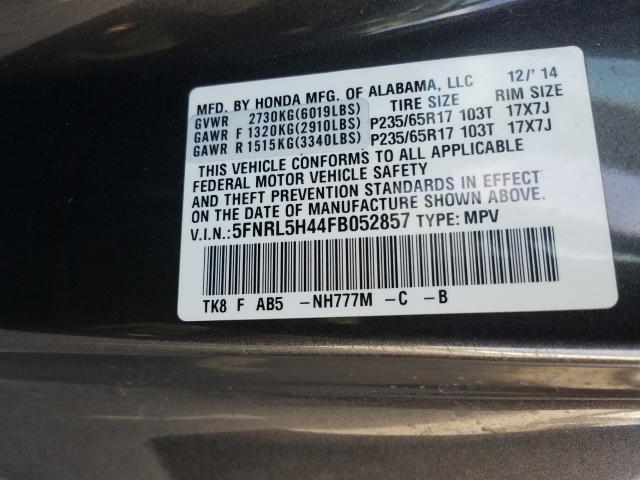 MFD. BY HONDA MFG. OF ALABAMA, LLC 12/'14
TIRE SIZE RIM SIZE
GVWR 2730KG(6019LBS)
GAWR F 1320KG(2910LBS) P235/65R17 103T 17X7J
GAWR R 1515KG(3340LBS) P235/65R17 103T 17X7J
THIS VEHICLE CONFORMS TO ALL APPLICABLE
FEDERAL MOTOR VEHICLE SAFETY
AND THEFT PREVENTION STANDARDS IN EFFECT
ON THE DATE OF MANUFACTURE SHOWN ABOVE.
V.I.N.: 5FNRL5H44FB052857 TYPE: MPV
TK8 F AB5 -NH777M -C -B